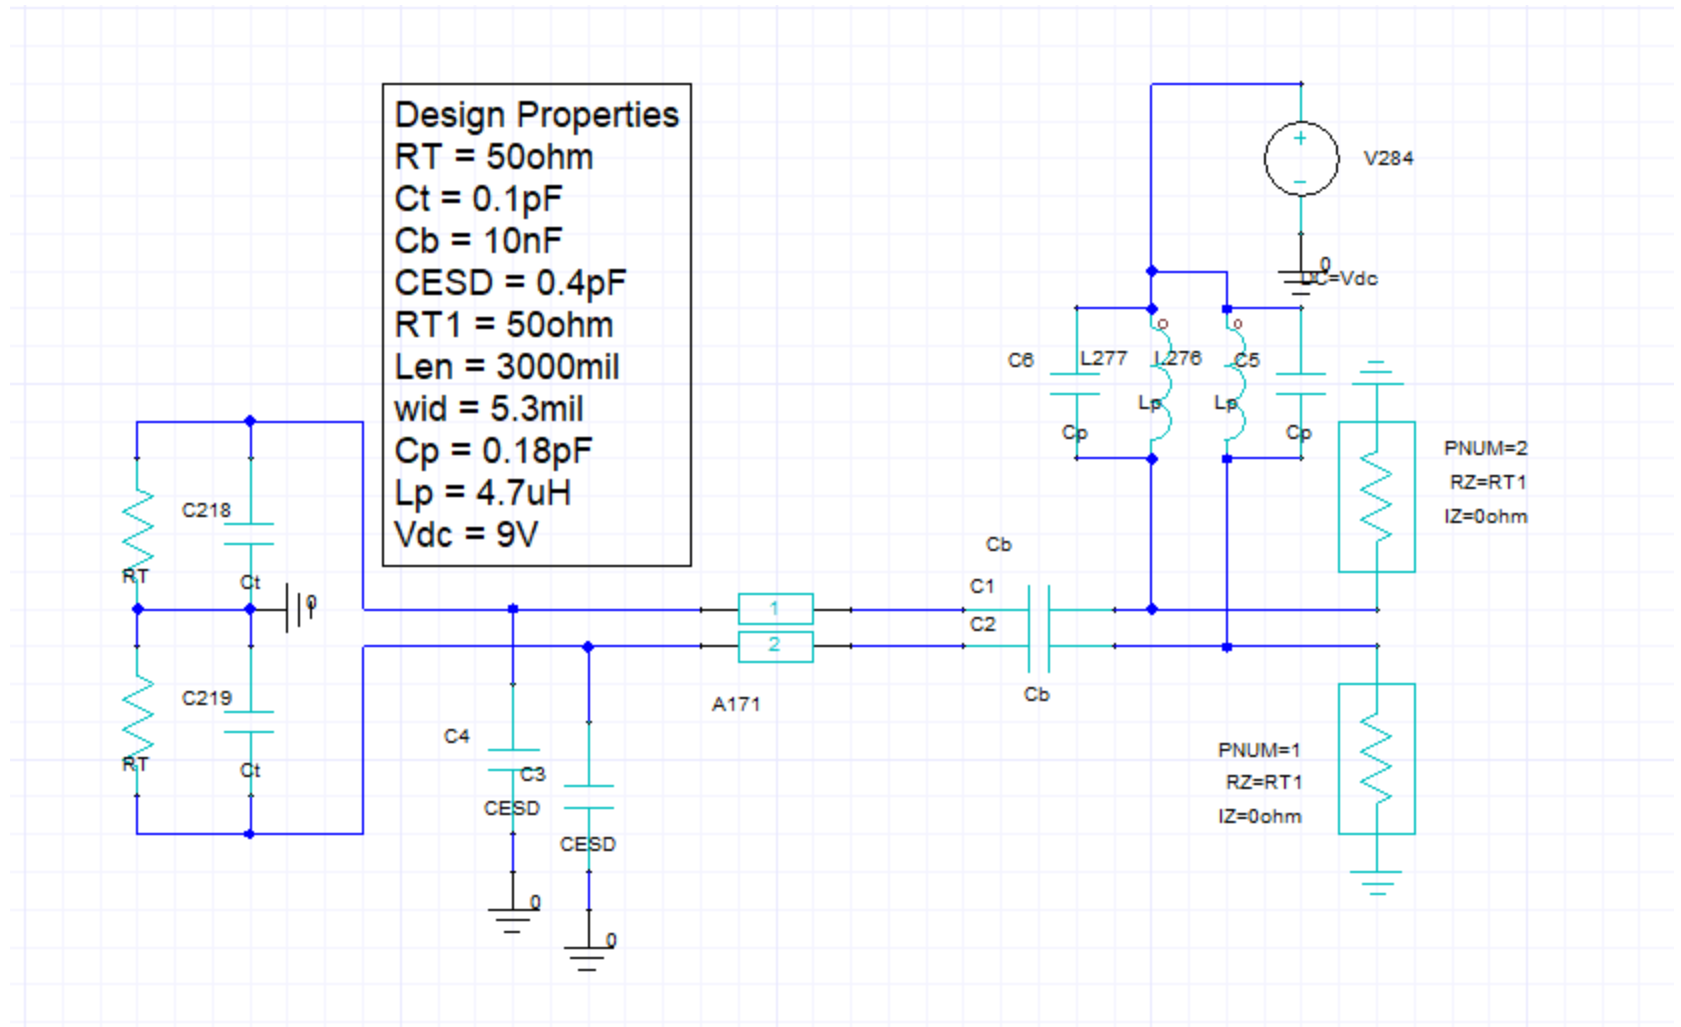 Design Properties
RT = 50ohm
Ct = 0.1pF
Cb = 10nF
CESD = 0.4pF
RT1 = 50ohm
Len = 3000mil
wid = 5.3mil
Cp = 0.18pF
Lp = 4.7uH
Vdc = 9V
+
V284
−
0
DC=Vdc
C6
L277
L276
C5
Lp
Lp
Cp
Cp
PNUM=2
RZ=RT1
IZ=0ohm
C218
RT
Ct
0
C219
RT
Ct
Cb
C1
C2
Cb
1
2
A171
C4
C3
CESD
CESD
0
0
PNUM=1
RZ=RT1
IZ=0ohm